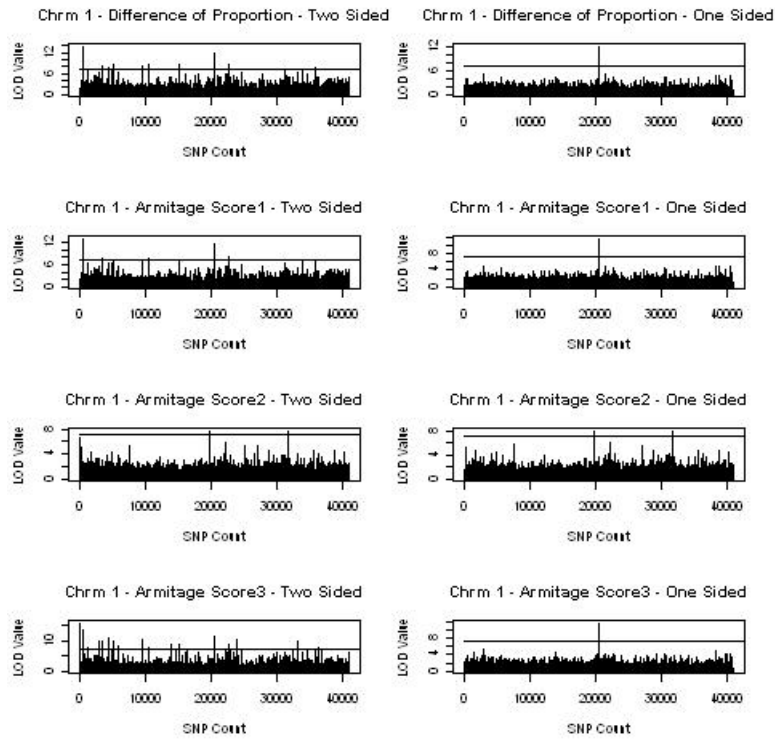 Chrm 1 - Difference of Proportion - Two Sided
LOD Value
0 6 12
0 10000 20000 30000 40000
SNP Count
Chrm 1 - Difference of Proportion - One Sided
LOD Value
0 6 12
0 10000 20000 30000 40000
SNP Count
Chrm 1 - Armitage Score1 - Two Sided
LOD Value
0 6 12
0 10000 20000 30000 40000
SNP Count
Chrm 1 - Armitage Score1 - One Sided
LOD Value
0 4 8
0 10000 20000 30000 40000
SNP Count
Chrm 1 - Armitage Score2 - Two Sided
LOD Value
0 4 8
0 10000 20000 30000 40000
SNP Count
Chrm 1 - Armitage Score2 - One Sided
LOD Value
0 4 8
0 10000 20000 30000 40000
SNP Count
Chrm 1 - Armitage Score3 - Two Sided
LOD Value
0 10
0 10000 20000 30000 40000
SNP Count
Chrm 1 - Armitage Score3 - One Sided
LOD Value
0 4 8
0 10000 20000 30000 40000
SNP Count